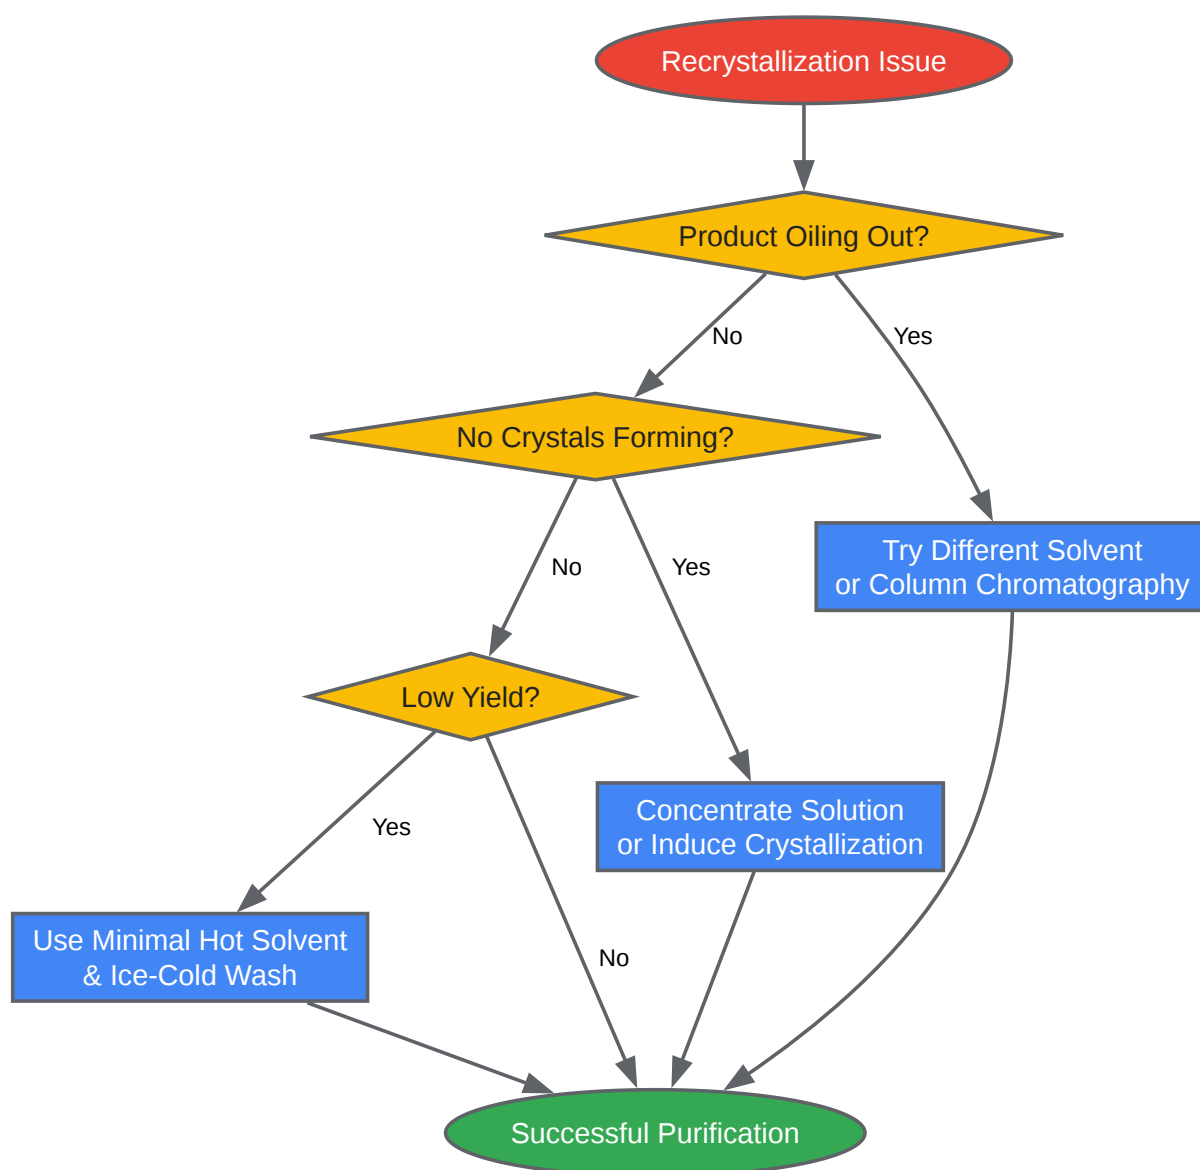 Recrystallization Issue
Product Oiling Out?
No
Yes
No Crystals Forming?
No
Yes
Try Different Solvent
or Column Chromatography
Low Yield?
Yes
Concentrate Solution
or Induce Crystallization
Use Minimal Hot Solvent
& Ice-Cold Wash
No
Successful Purification